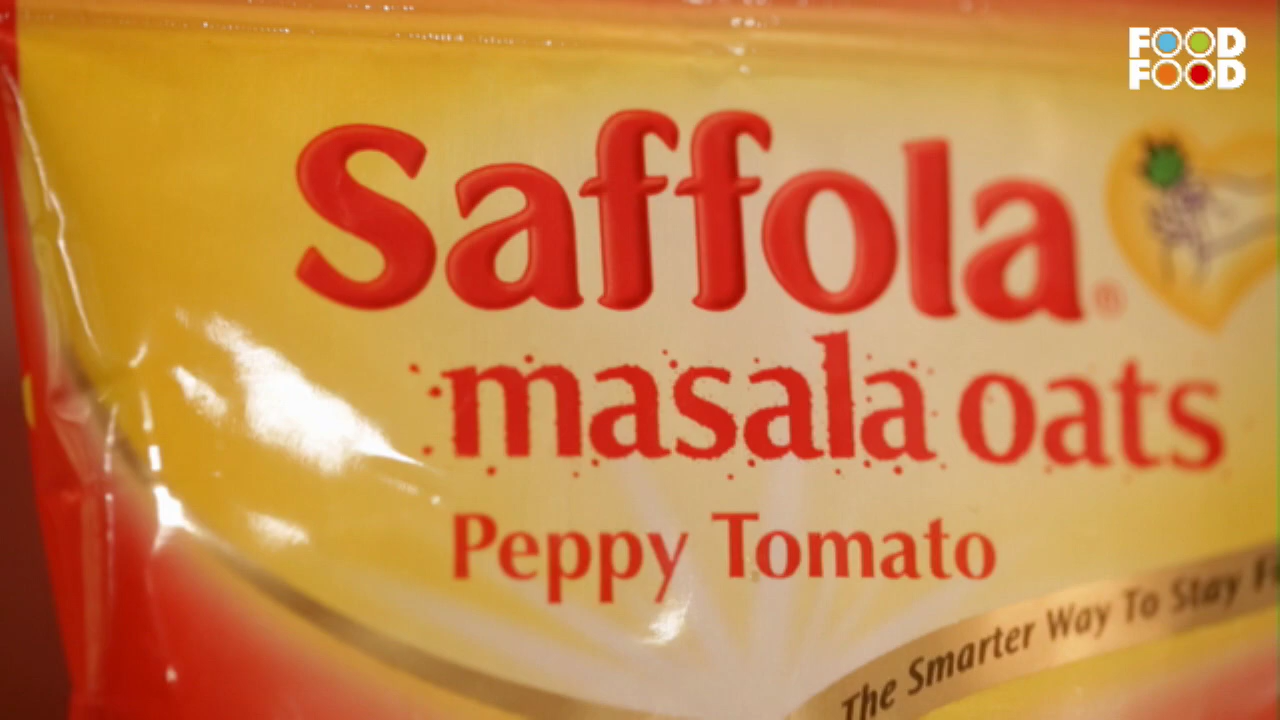 FOOD
FOOD
Saffola®
masala oats
Peppy Tomato
The Smarter Way To Stay